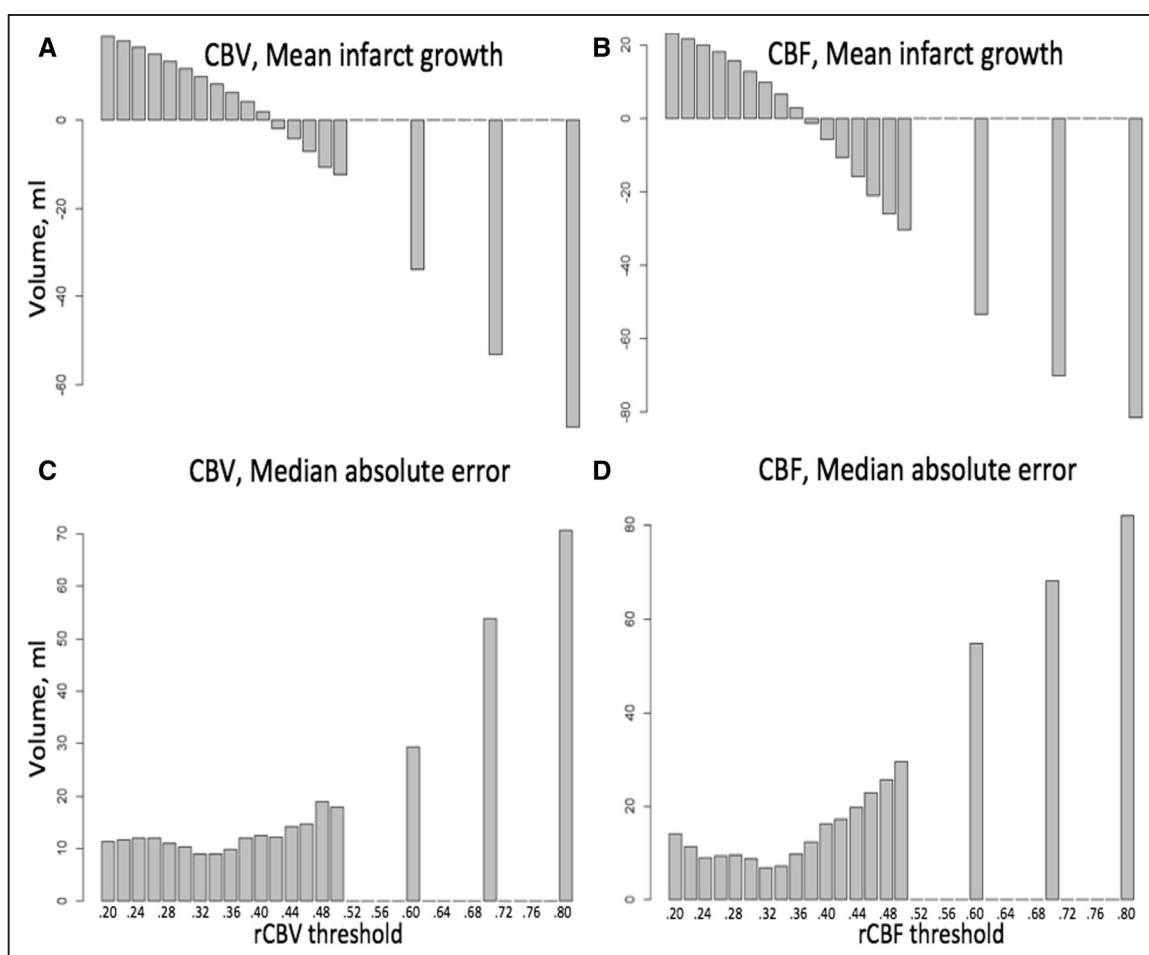 A
CBV, Mean infarct growth
Volume, ml
0
-20
-40
-60
B
CBF, Mean infarct growth
20
0
-20
-40
-60
-80
C
CBV, Median absolute error
Volume, ml
70
60
50
40
30
20
10
0
.20 .24 .28 .32 .36 .40 .44 .48 .52 .56 .60 .64 .68 .72 .76 .80
rCBV threshold
D
CBF, Median absolute error
80
60
40
20
0
.20 .24 .28 .32 .36 .40 .44 .48 .52 .56 .60 .64 .68 .72 .76 .80
rCBF threshold